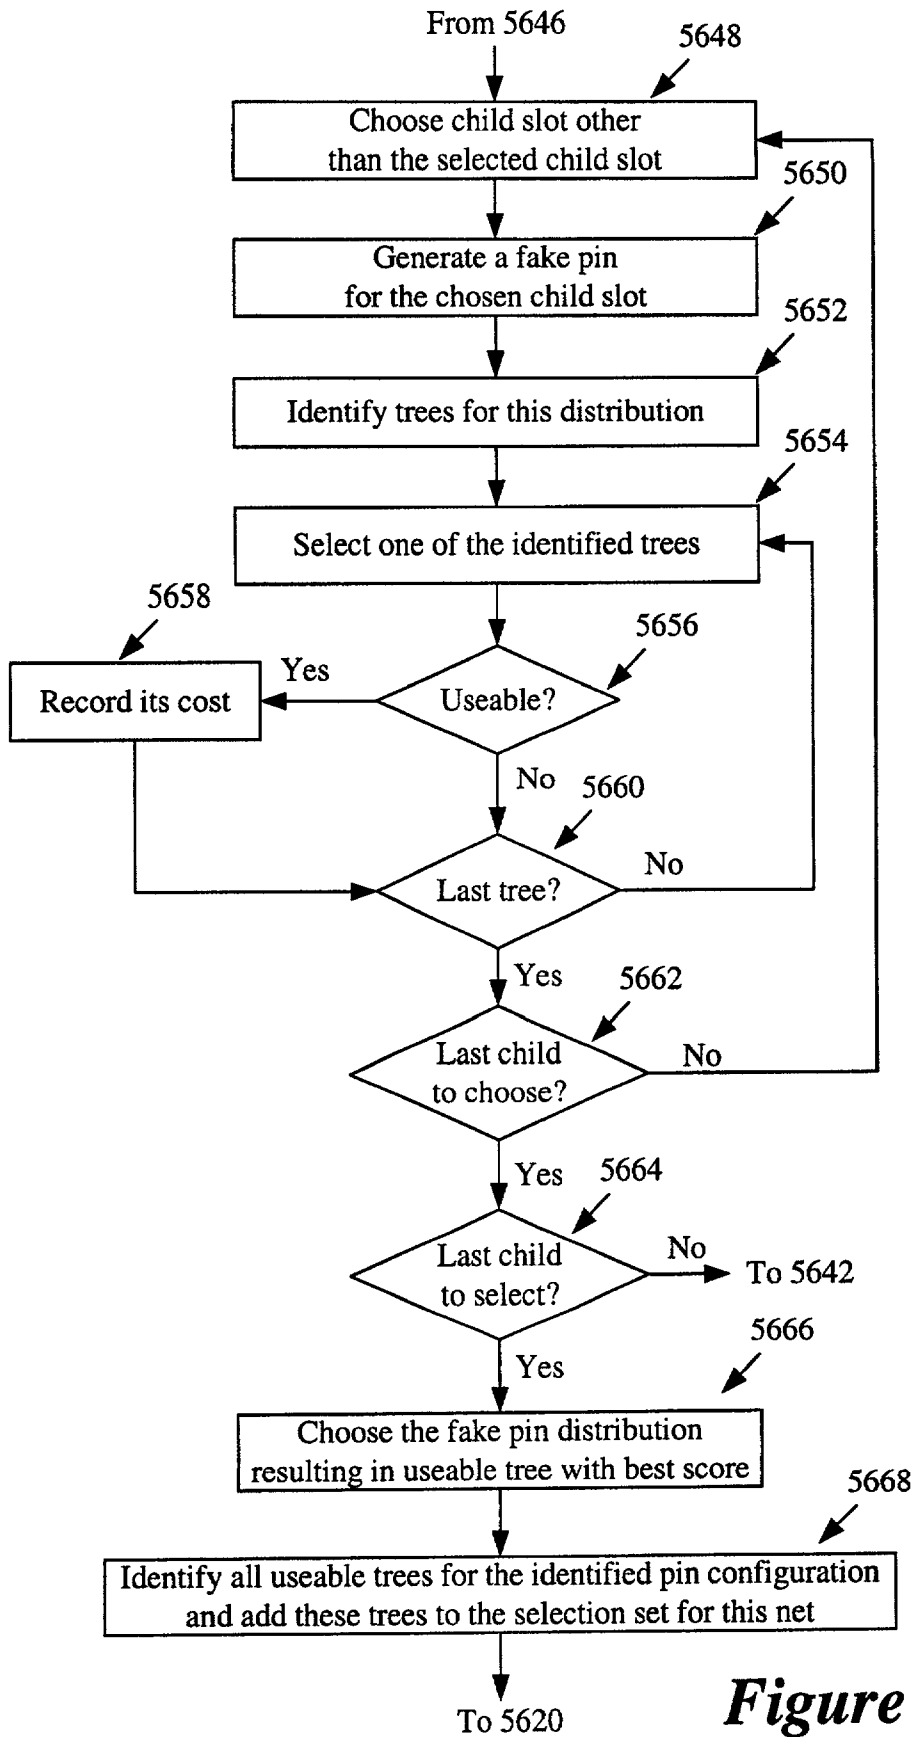 From 5646
5648
Choose child slot other
than the selected child slot
5650
Generate a fake pin
for the chosen child slot
5652
Identify trees for this distribution
5654
Select one of the identified trees
5658
5656
Record its cost
Yes
Useable?
No
5660
Last tree?
No
Yes
5662
Last child
to choose?
No
Yes
5664
Last child
to select?
No
To 5642
5666
Yes
Choose the fake pin distribution
resulting in useable tree with best score
5668
Identify all useable trees for the identified pin configuration
and add these trees to the selection set for this net
To 5620
Figure